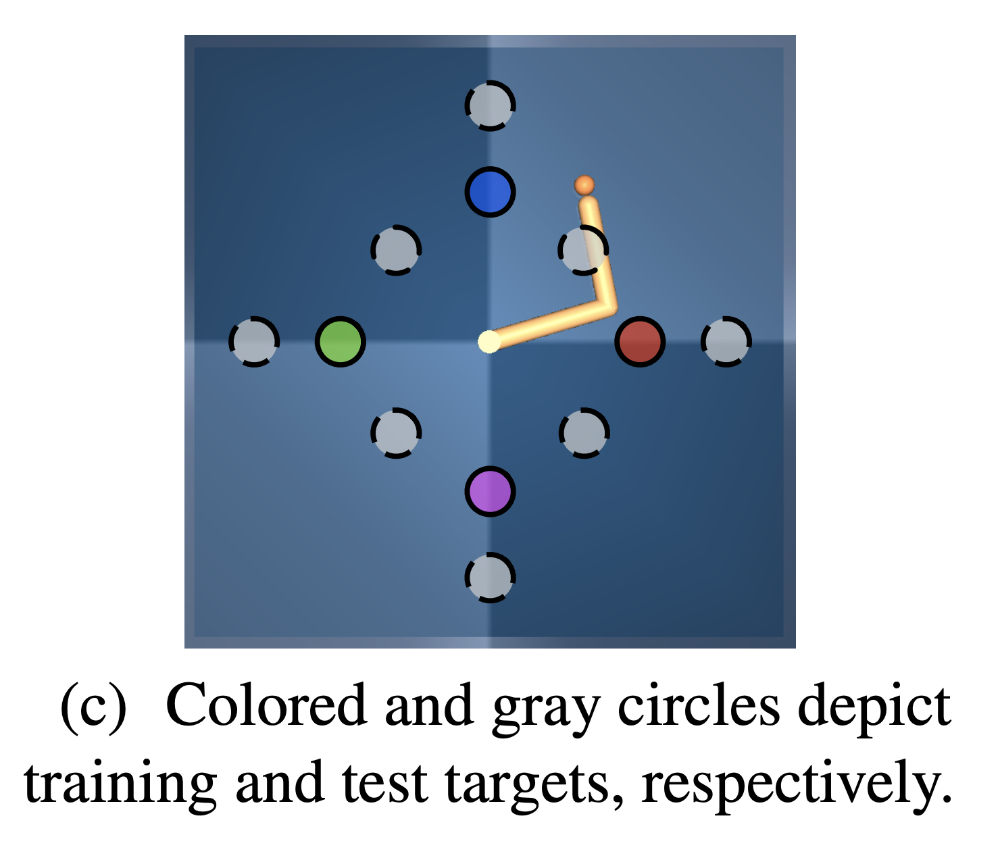 (c) Colored and gray circles depict
training and test targets, respectively.